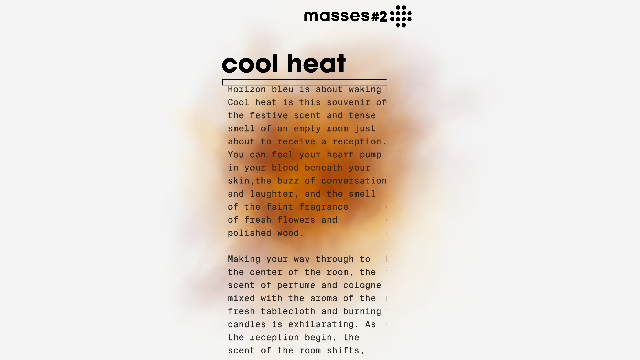 masses#2
cool heat
Horizon bleu is about waking
Cool heat is this souvenir of
the festive scent and tense
smell of an empty room just
about to receive a reception.
You can feel your heart pump
in your blood beneath your
skin,the buzz of conversation
and laughter, and the smell
of the faint fragrance
of fresh flowers and
polished wood.
Making your way through to
the center of the room, the
scent of perfume and cologne
mixed with the aroma of the
fresh tablecloth and burning
candles is exhilarating. As
the reception begin, the
scent of the room shifts,